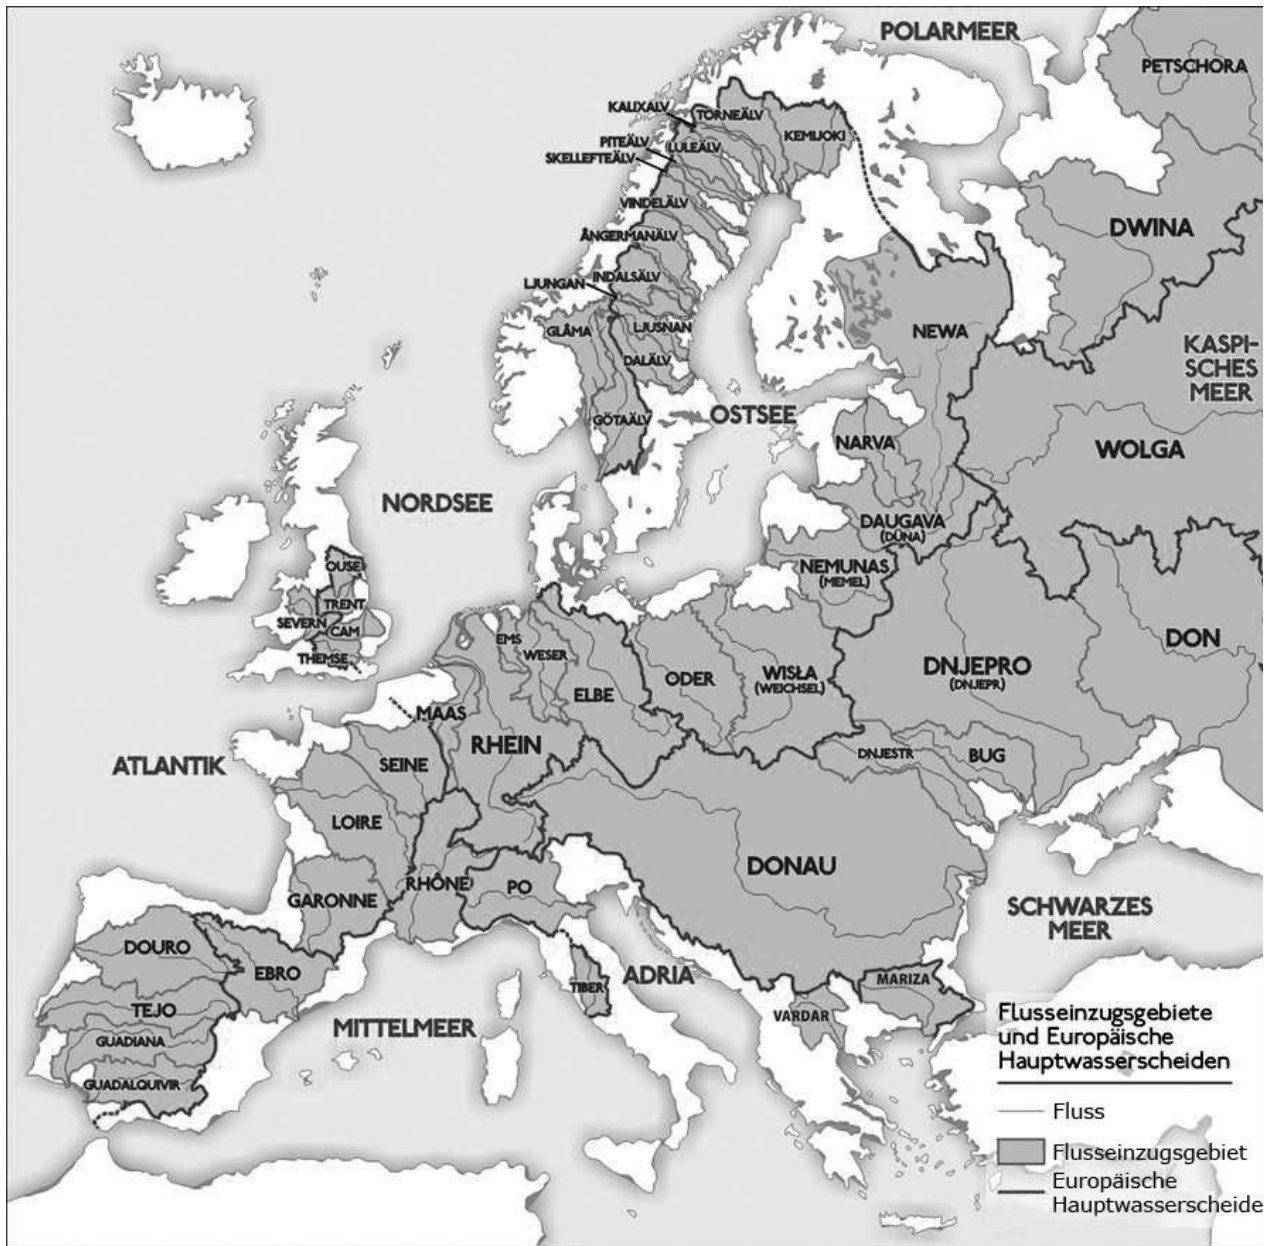 POLARMEER
PETSCHORA
KALIXÄLV
TORNEÄLV
PITEÄLV
LULEÄLV
KEMIJOKI
SKELLEFTEÄLV
VINDELÄLV
DWINA
ÅNGERMANÄLV
INDALSÄLV
LJUNGAN
GLÅMA
LJUSNAN
NEWA
DALÄLV
KASPI-
SCHES
MEER
OSTSEE
GÖTAÄLV
NARVA
WOLGA
NORDSEE
DAUGAVA
(DÜNA)
OUSE
NEMUNAS
(MEMEL)
TRENT
SEVERN
CAM
EMS
WESER
THEMSE
ODER
WISŁA
(WEICHSEL)
DNJEPRO
(DNJEPR)
DON
ELBE
MAAS
RHEIN
ATLANTIK
SEINE
DNJESTR
BUG
LOIRE
DONAU
RHÔNE
PO
GARONNE
SCHWARZES
MEER
DOURO
EBRO
ADRIA
TIBER
MARIZA
TEJO
MITTELMEER
VARDAR
GUADIANA
GUADALQUIVIR
Flusseinzugsgebiete
und Europäische
Hauptwasserscheiden
Fluss
Flusseinzugsgebiet
Europäische
Hauptwasserscheide